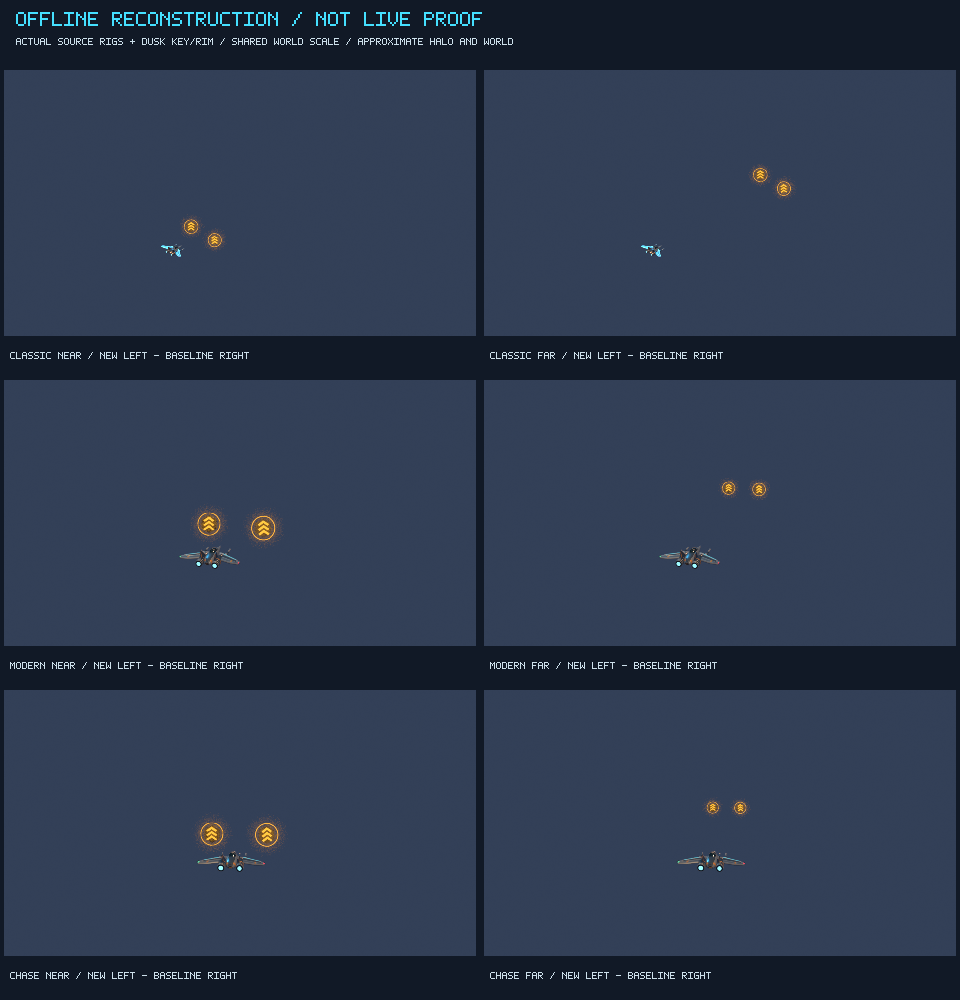 OFFLINE RECONSTRUCTION / NOT LIVE PROOF
ACTUAL SOURCE RIGS + DUSK KEY/RIM / SHARED WORLD SCALE / APPROXIMATE HALO AND WORLD
CLASSIC NEAR / NEW LEFT - BASELINE RIGHT
CLASSIC FAR / NEW LEFT - BASELINE RIGHT
MODERN NEAR / NEW LEFT - BASELINE RIGHT
MODERN FAR / NEW LEFT - BASELINE RIGHT
CHASE NEAR / NEW LEFT - BASELINE RIGHT
CHASE FAR / NEW LEFT - BASELINE RIGHT